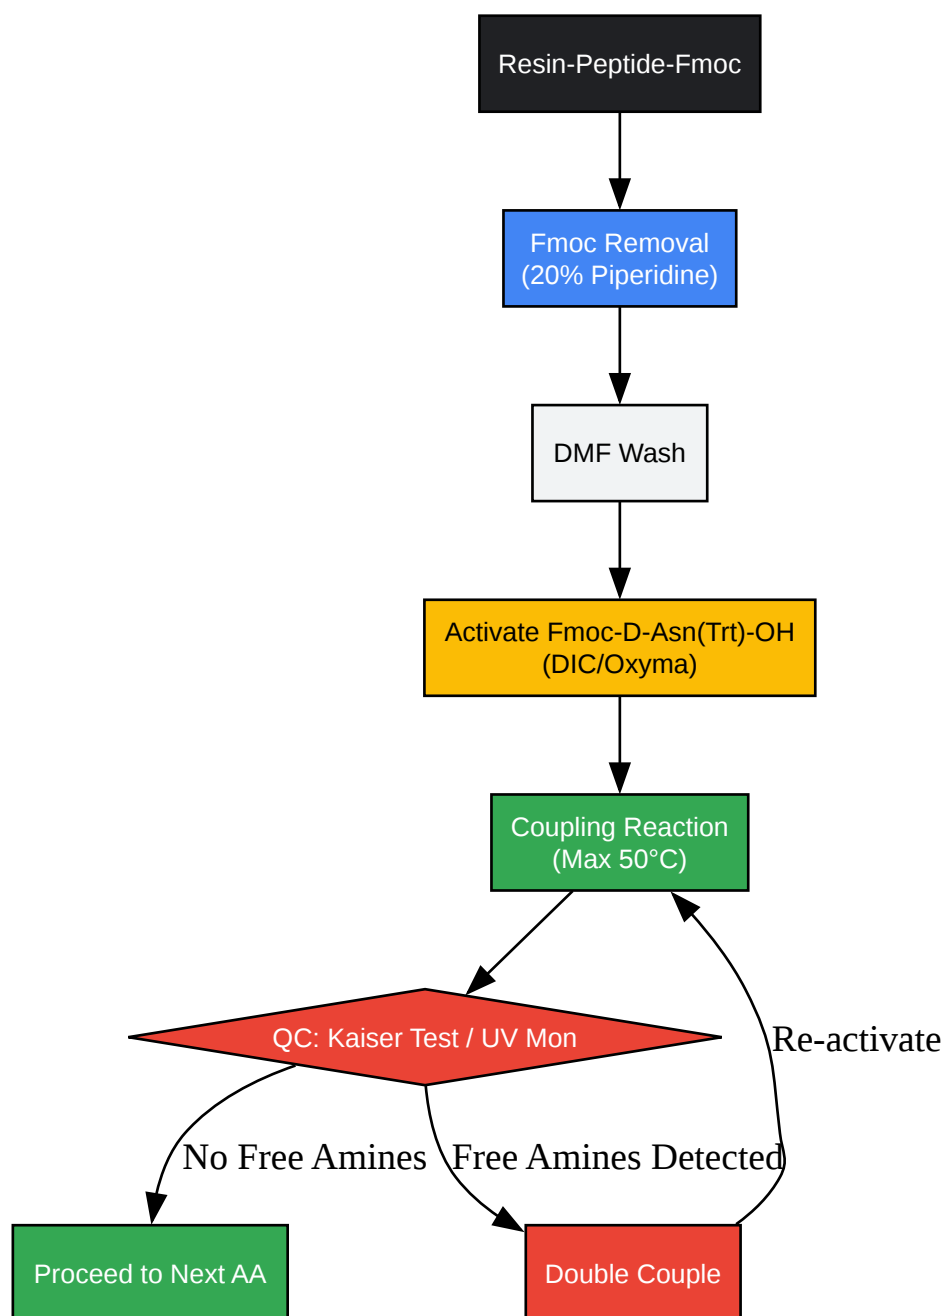 Resin-Peptide-Fmoc
Fmoc Removal
(20% Piperidine)
DMF Wash
Activate Fmoc-D-Asn(Trt)-OH
(DIC/Oxyma)
Coupling Reaction
(Max 50°C)
QC: Kaiser Test / UV Mon
Re-activate
No Free Amines
Free Amines Detected
Proceed to Next AA
Double Couple